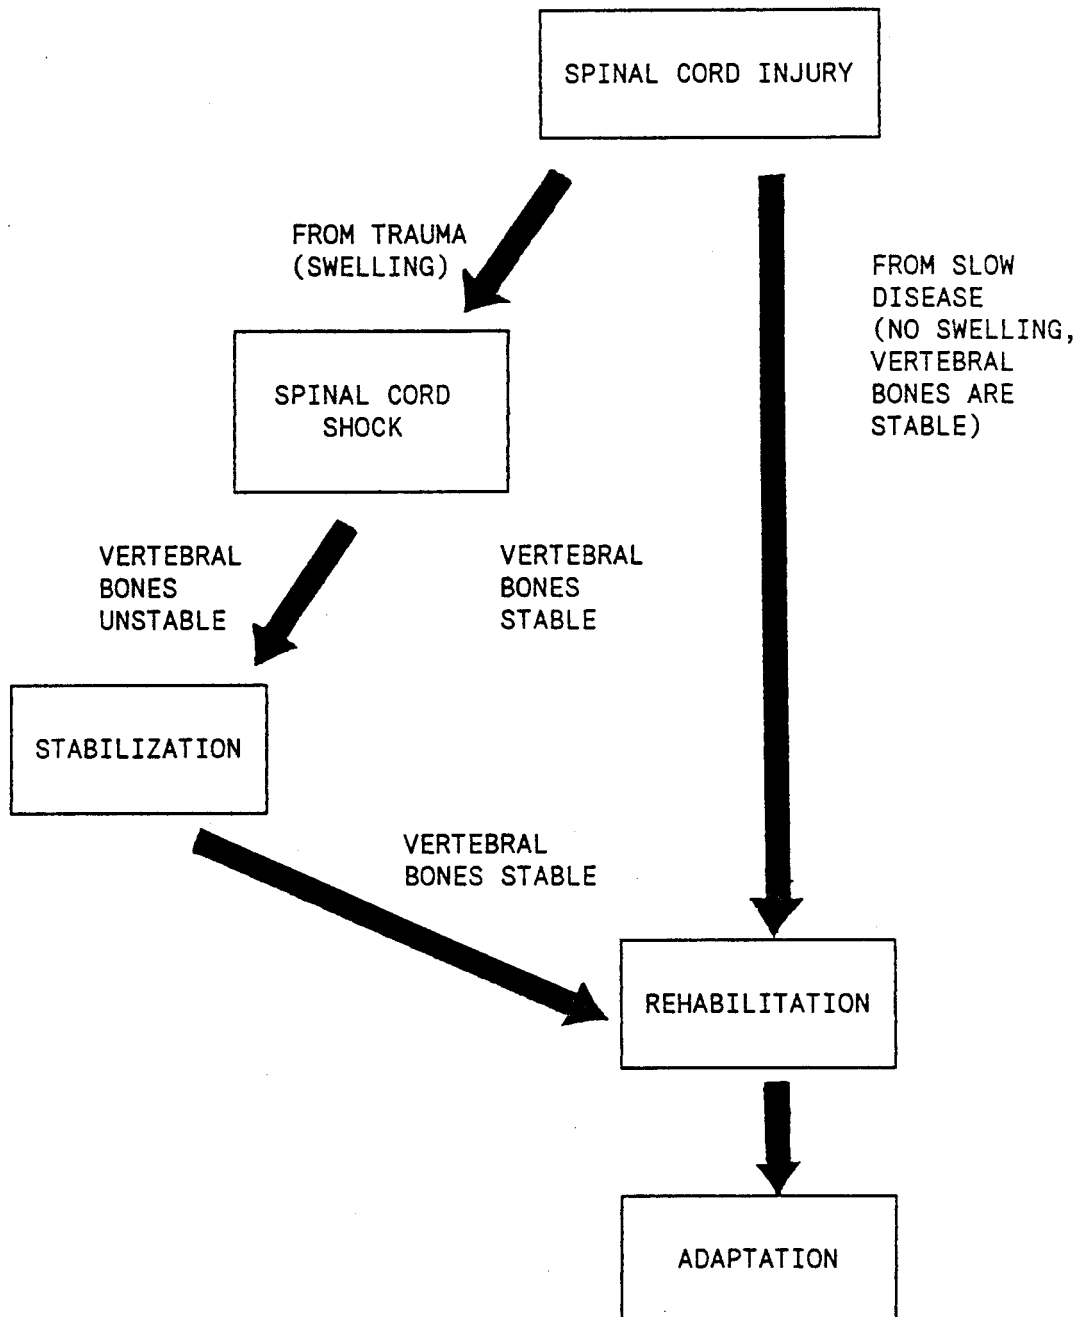 SPINAL CORD INJURY
FROM TRAUMA
(SWELLING)
FROM SLOW
DISEASE
(NO SWELLING,
VERTEBRAL
BONES ARE
STABLE)
SPINAL CORD
SHOCK
VERTEBRAL
BONES
UNSTABLE
VERTEBRAL
BONES
STABLE
STABILIZATION
VERTEBRAL
BONES STABLE
REHABILITATION
ADAPTATION